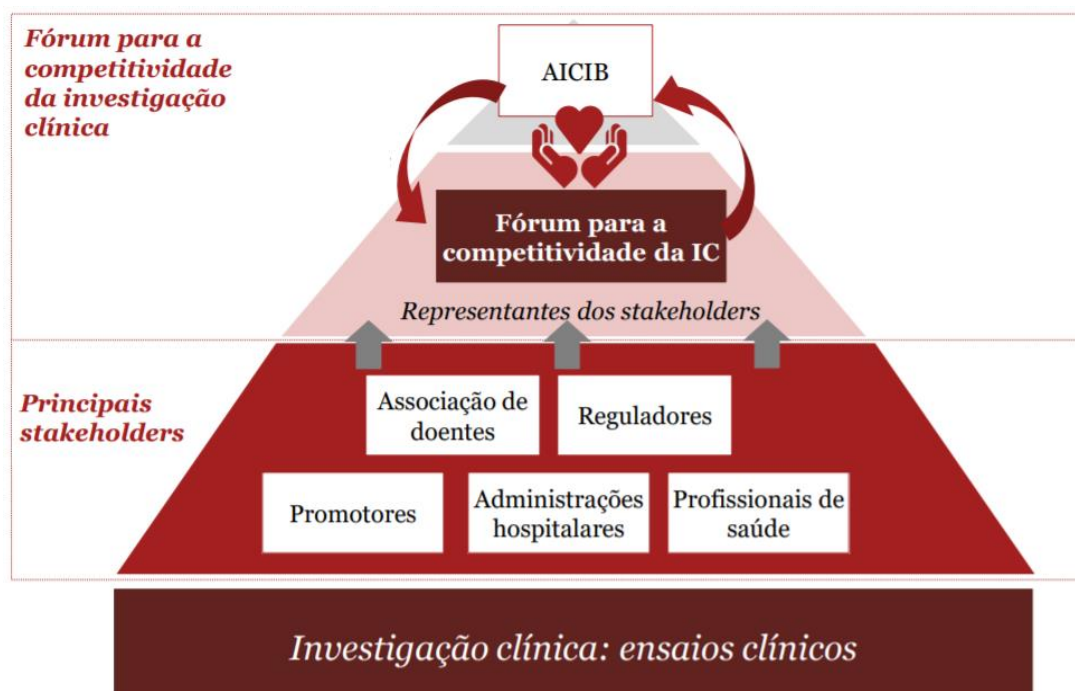 Fórum para a
competitividade
da investigação
clínica
AICIB
Fórum para a
competitividade da IC
Representantes dos stakeholders
Principais
stakeholders
Associação de
doentes
Reguladores
Promotores
Administrações
hospitalares
Profissionais de
saúde
Investigação clínica: ensaios clínicos